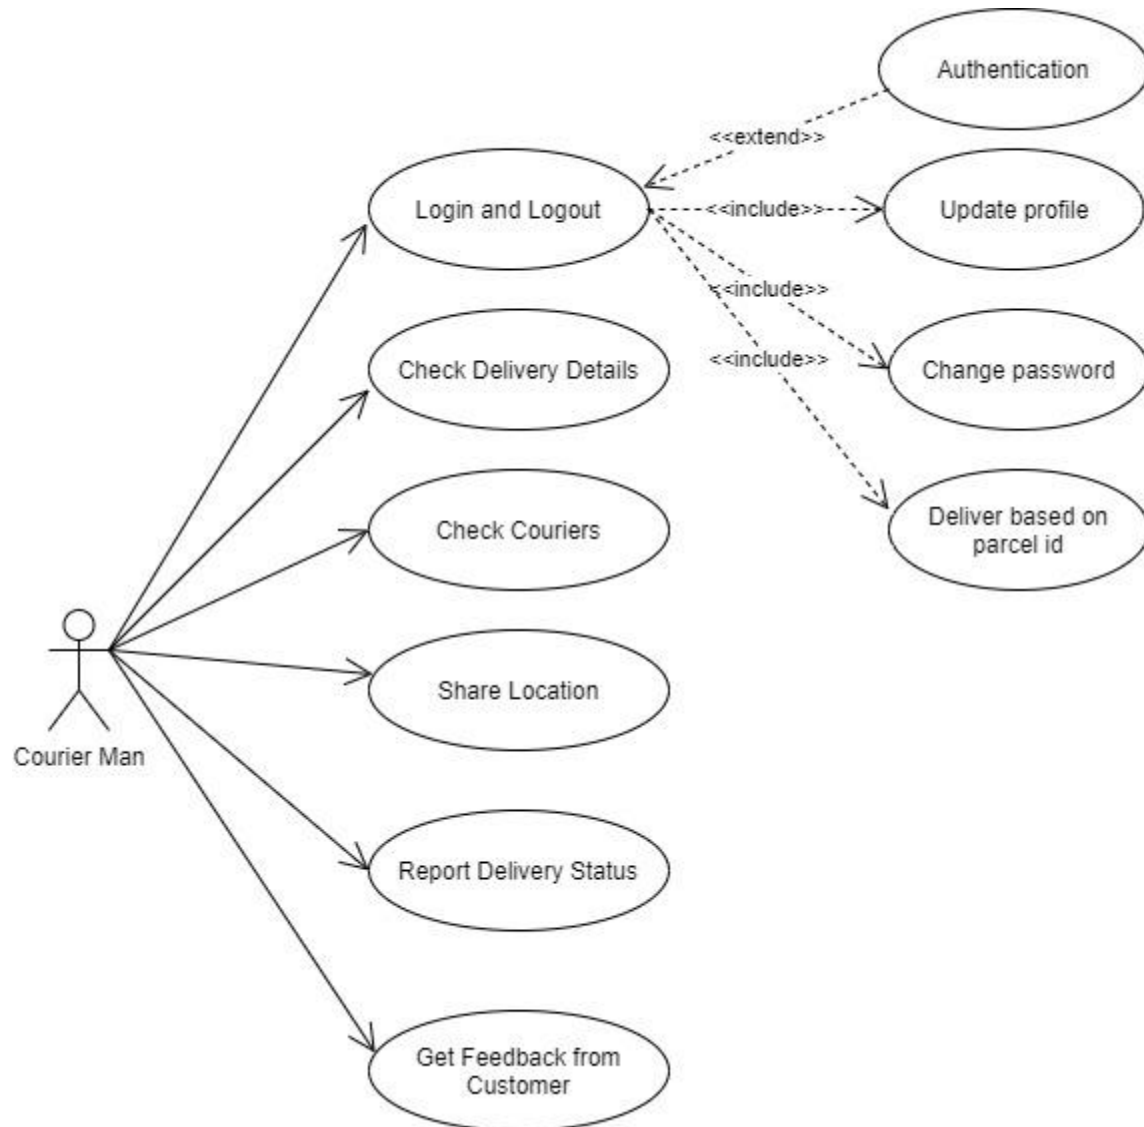 Authentication
<<extend>>
Login and Logout
<<include>>
Update profile
<<include>>
Check Delivery Details
<<include>>
Change password
Check Couriers
Deliver based on
parcel id
Share Location
Courier Man
Report Delivery Status
Get Feedback from
Customer